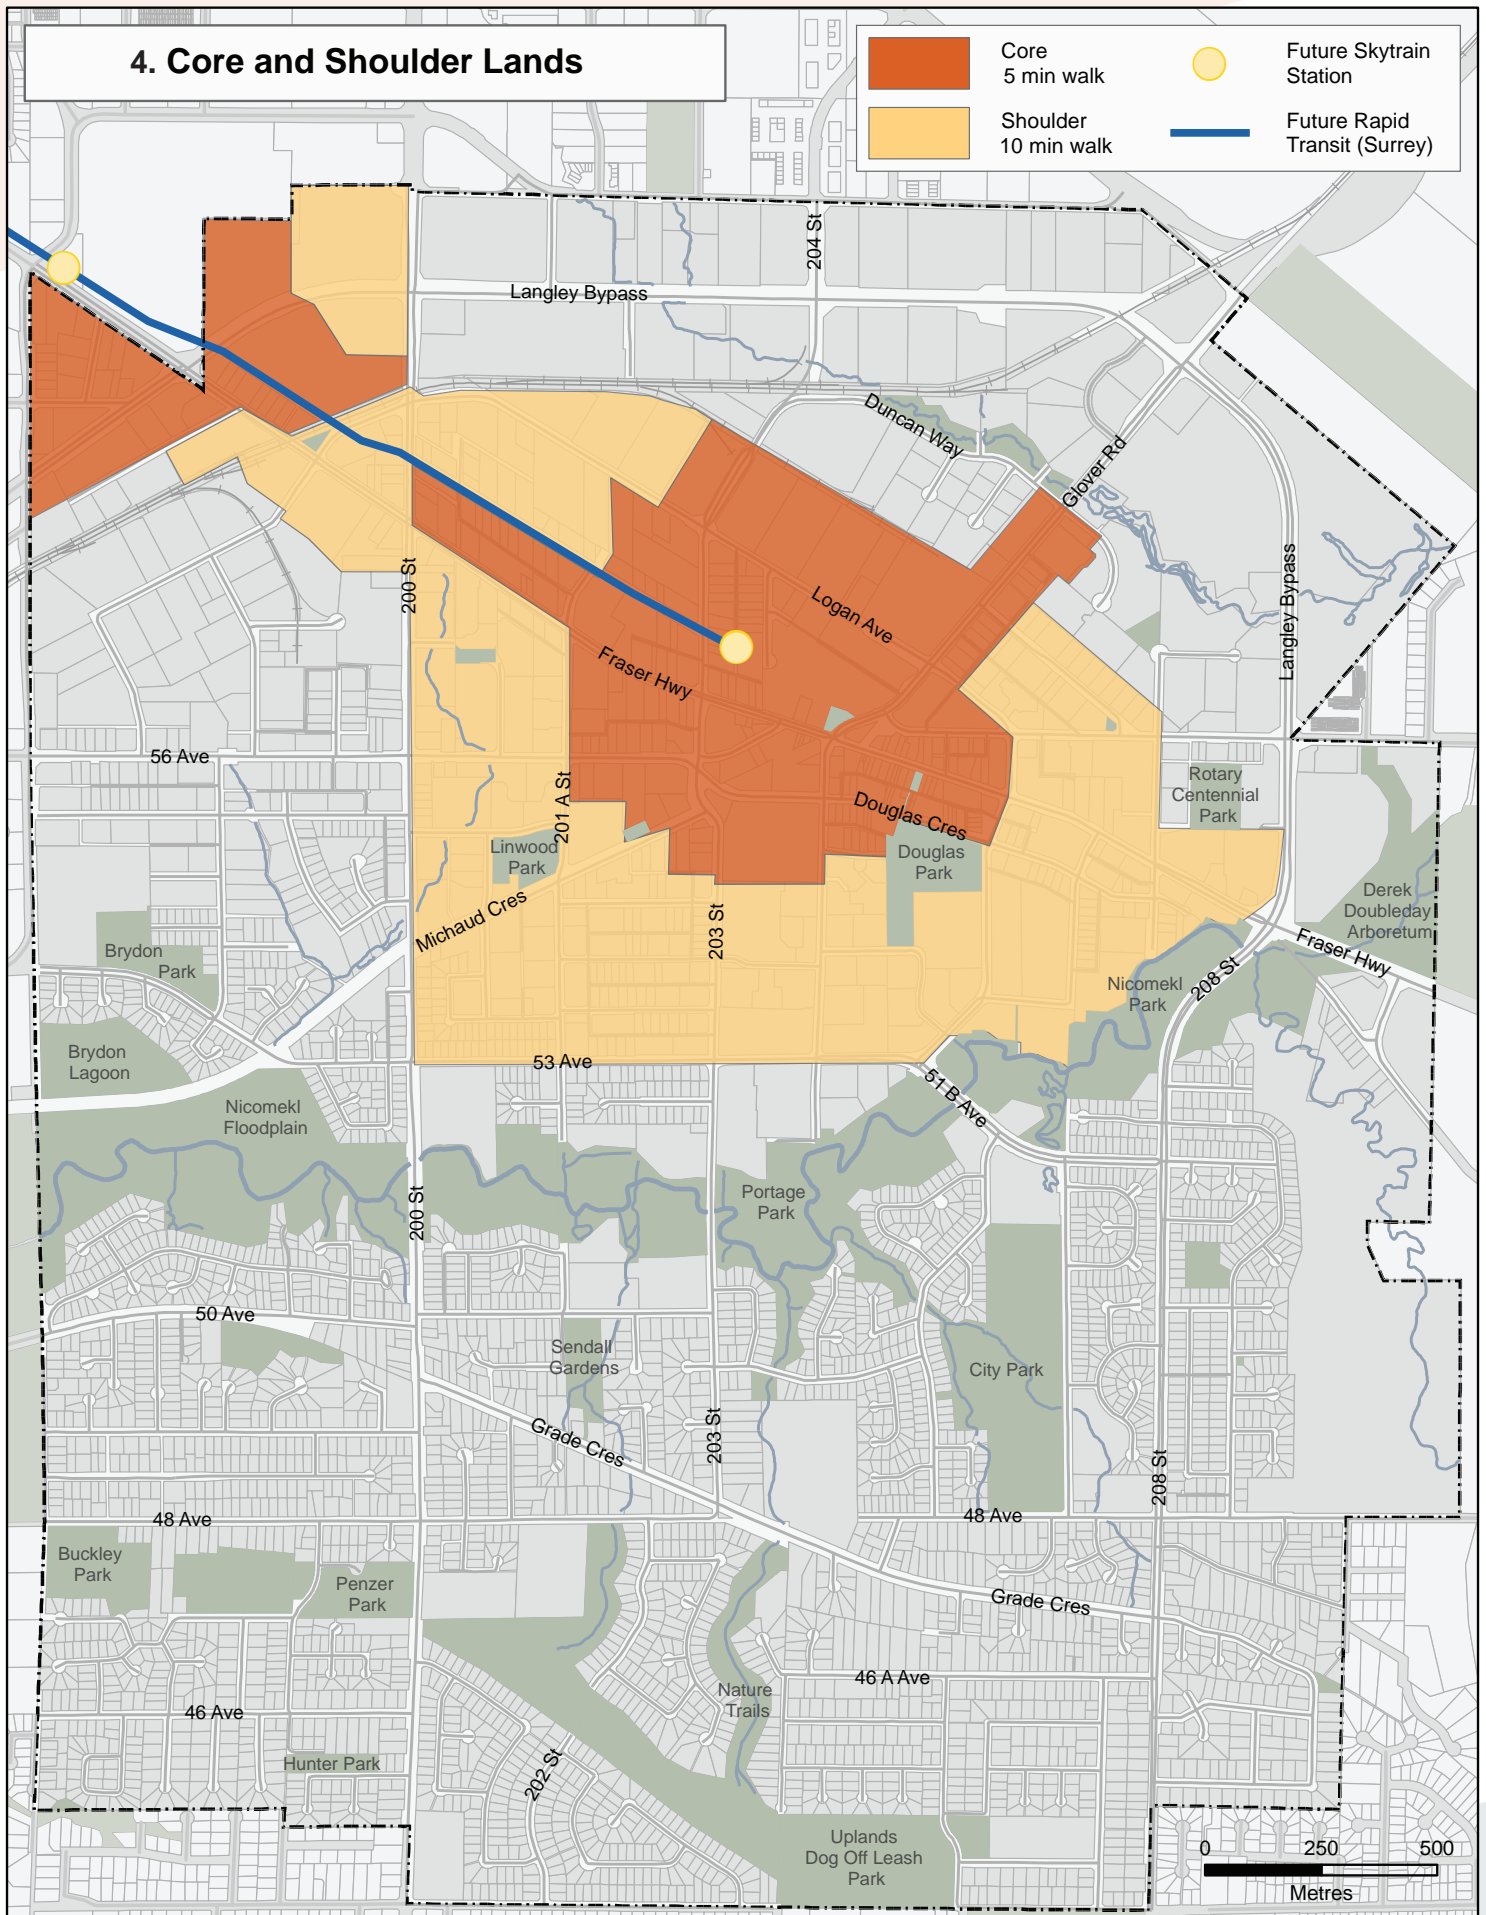 4. Core and Shoulder Lands
Core
5 min walk
Future Skytrain
Station
Shoulder
10 min walk
Future Rapid
Transit (Surrey)
204 St
Langley Bypass
Duncan Way
Glover Rd
Langley Bypass
200 St
Logan Ave
Fraser Hwy
56 Ave
201 A St
Douglas Cres
Rotary
Centennial
Park
Linwood
Park
Douglas
Park
Michaud Cres
203 St
Derek
Doubleday
Arboretum
Fraser Hwy
208 St
Brydon
Park
Nicomekl
Park
Brydon
Lagoon
53 Ave
51 B Ave
Nicomekl
Floodplain
200 St
Portage
Park
50 Ave
Sendall
Gardens
City Park
Grade Cres
203 St
208 St
48 Ave
48 Ave
Buckley
Park
Penzer
Park
Grade Cres
46 A Ave
Nature
Trails
46 Ave
Hunter Park
202 St
Uplands
Dog Off Leash
Park
0 250 500
Metres